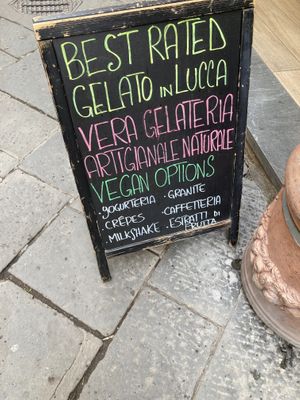 BEST RATED
GELATO IN LUCCA
VERA GELATERIA
ARTIGIANALE NATURALE
VEGAN OPTIONS
• YOGURTERIA • GRANITE
• CRÊPES • CAFFETTERIA
• MILKSHAKE • ESTRATTI DI
FRUTTA